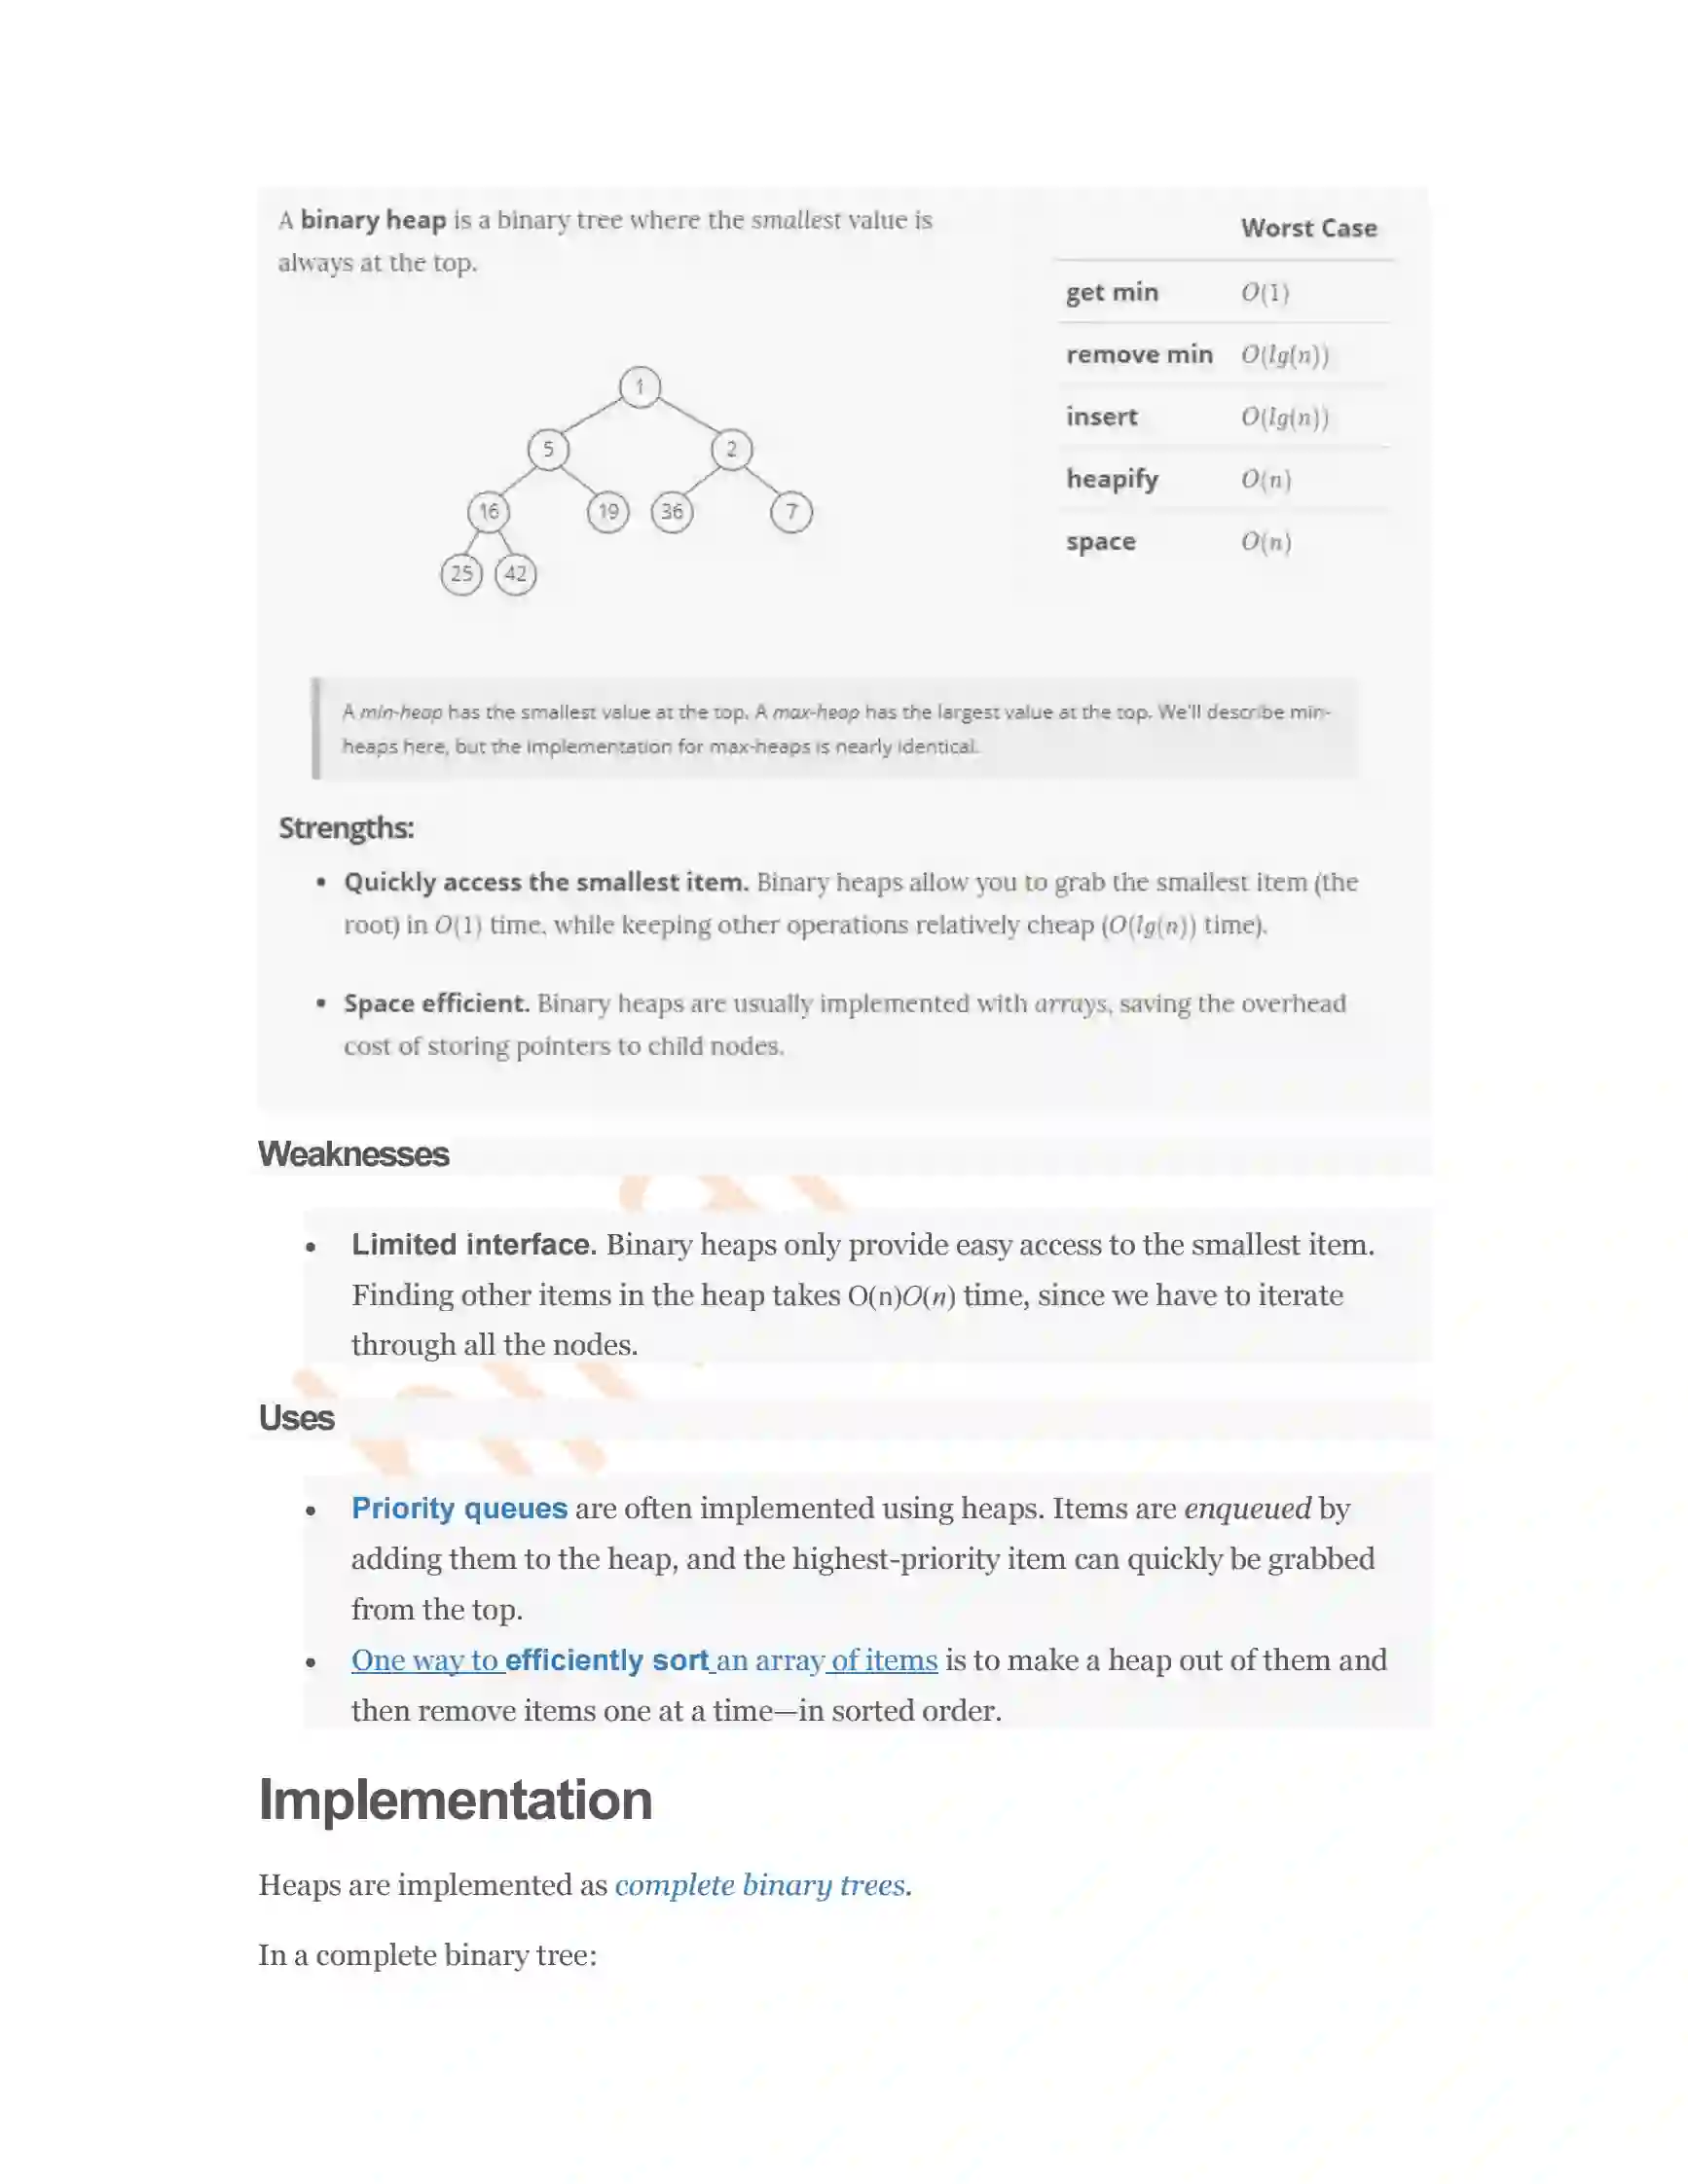 A binary heap is a binary tree where the smallest value is
always at the top.
Worst Case
get min O(1)
remove min O(lg(n))
insert O(lg(n))
heapify O(n)
space O(n)
1
5 2
16 19 36 7
25 42
A min-heap has the smallest value at the top. A max-heap has the largest value at the top. We'll describe min-
heaps here, but the implementation for max-heaps is nearly identical.
Strengths:
• Quickly access the smallest item. Binary heaps allow you to grab the smallest item (the
root) in O(1) time, while keeping other operations relatively cheap (O(lg(n)) time).
• Space efficient. Binary heaps are usually implemented with arrays, saving the overhead
cost of storing pointers to child nodes.
Weaknesses
• Limited interface. Binary heaps only provide easy access to the smallest item.
Finding other items in the heap takes O(n)O(n) time, since we have to iterate
through all the nodes.
Uses
• Priority queues are often implemented using heaps. Items are enqueued by
adding them to the heap, and the highest-priority item can quickly be grabbed
from the top.
• One way to efficiently sort an array of items is to make a heap out of them and
then remove items one at a time—in sorted order.
Implementation
Heaps are implemented as complete binary trees.
In a complete binary tree: